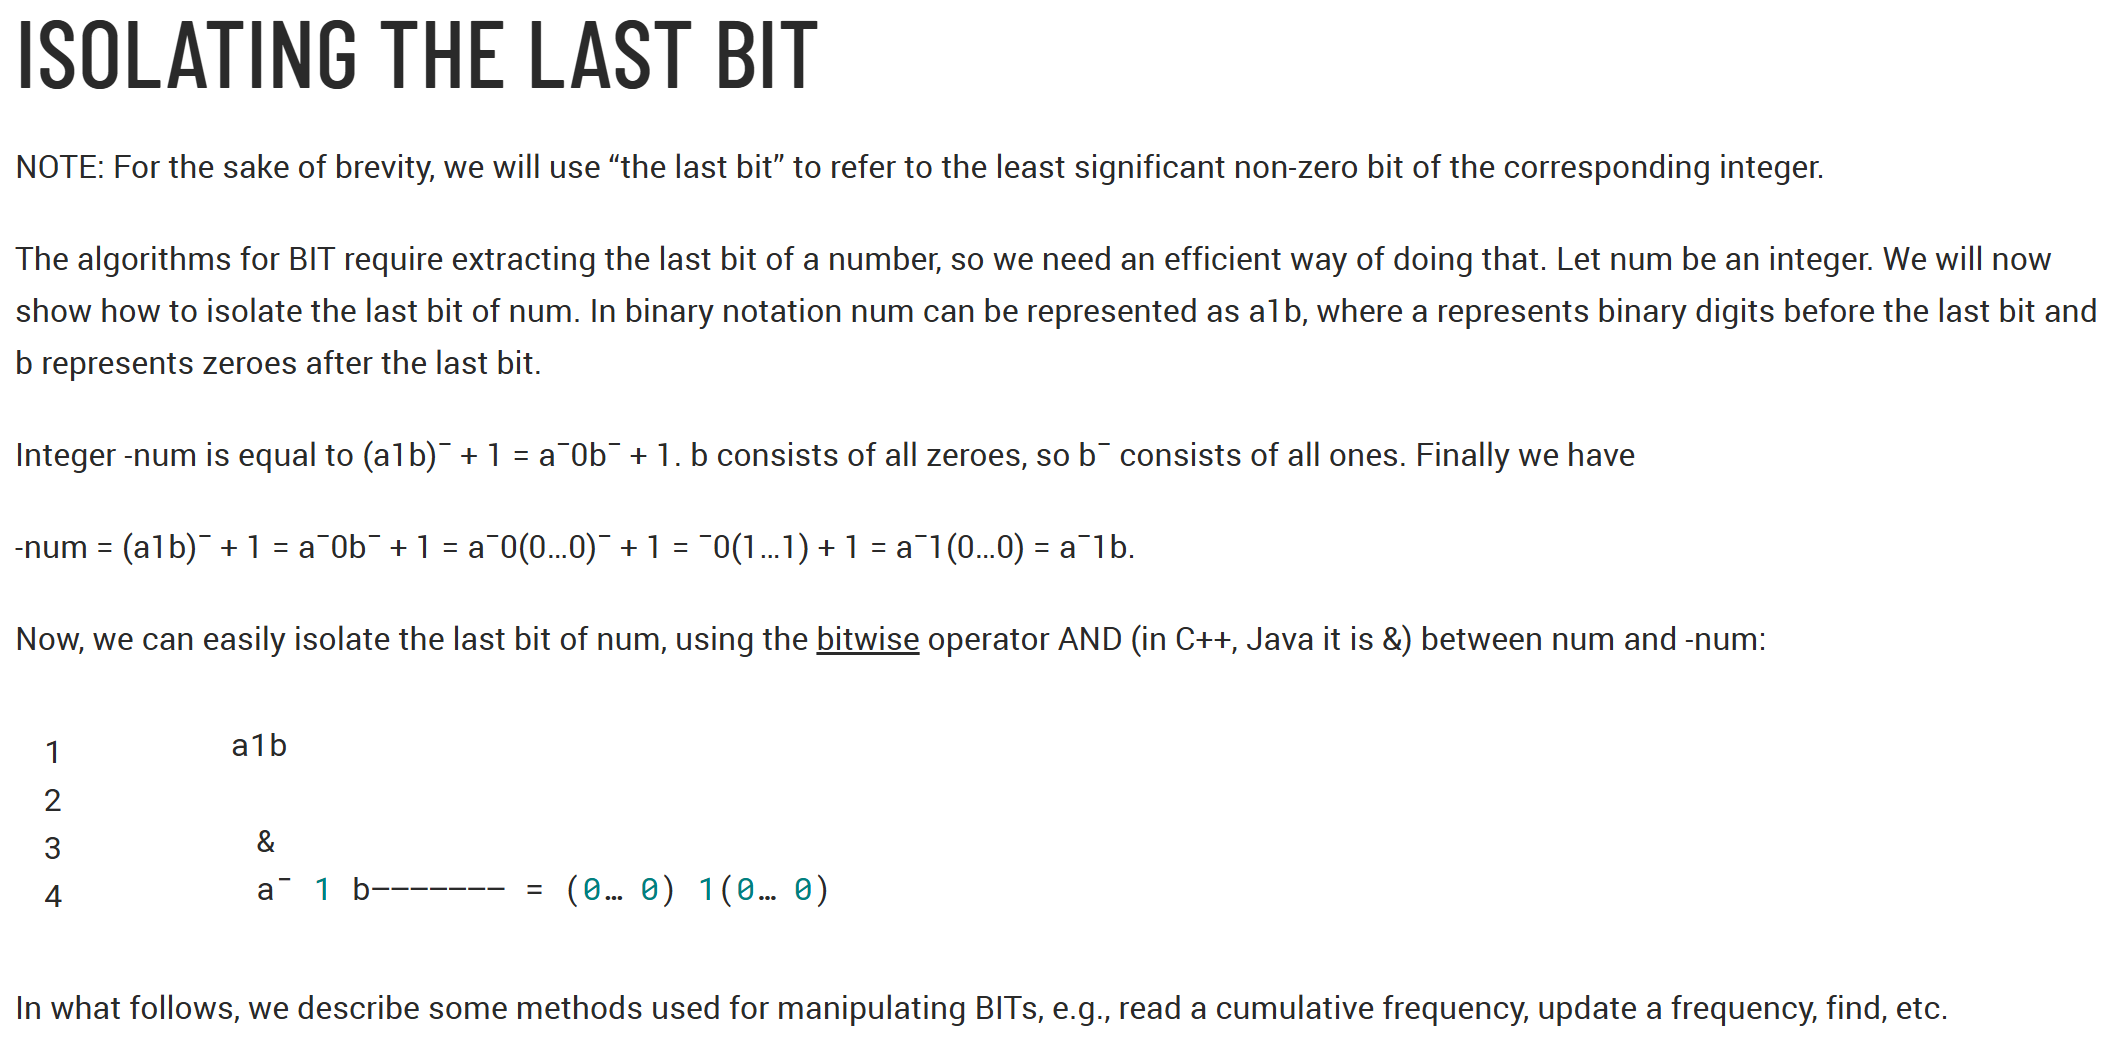 ISOLATING THE LAST BIT
NOTE: For the sake of brevity, we will use “the last bit” to refer to the least significant non-zero bit of the corresponding integer.
The algorithms for BIT require extracting the last bit of a number, so we need an efficient way of doing that. Let num be an integer. We will now
show how to isolate the last bit of num. In binary notation num can be represented as a1b, where a represents binary digits before the last bit and
b represents zeroes after the last bit.
Integer -num is equal to (a1b)¯ + 1 = a¯0b¯ + 1. b consists of all zeroes, so b¯ consists of all ones. Finally we have
-num = (a1b)¯ + 1 = a¯0b¯ + 1 = a¯0(0…0)¯ + 1 = ¯0(1…1) + 1 = a¯1(0…0) = a¯1b.
Now, we can easily isolate the last bit of num, using the bitwise operator AND (in C++, Java it is &) between num and -num:
1 a1b
2
3 &
4 a¯ 1 b——————— = (0… 0) 1(0… 0)
In what follows, we describe some methods used for manipulating BITs, e.g., read a cumulative frequency, update a frequency, find, etc.